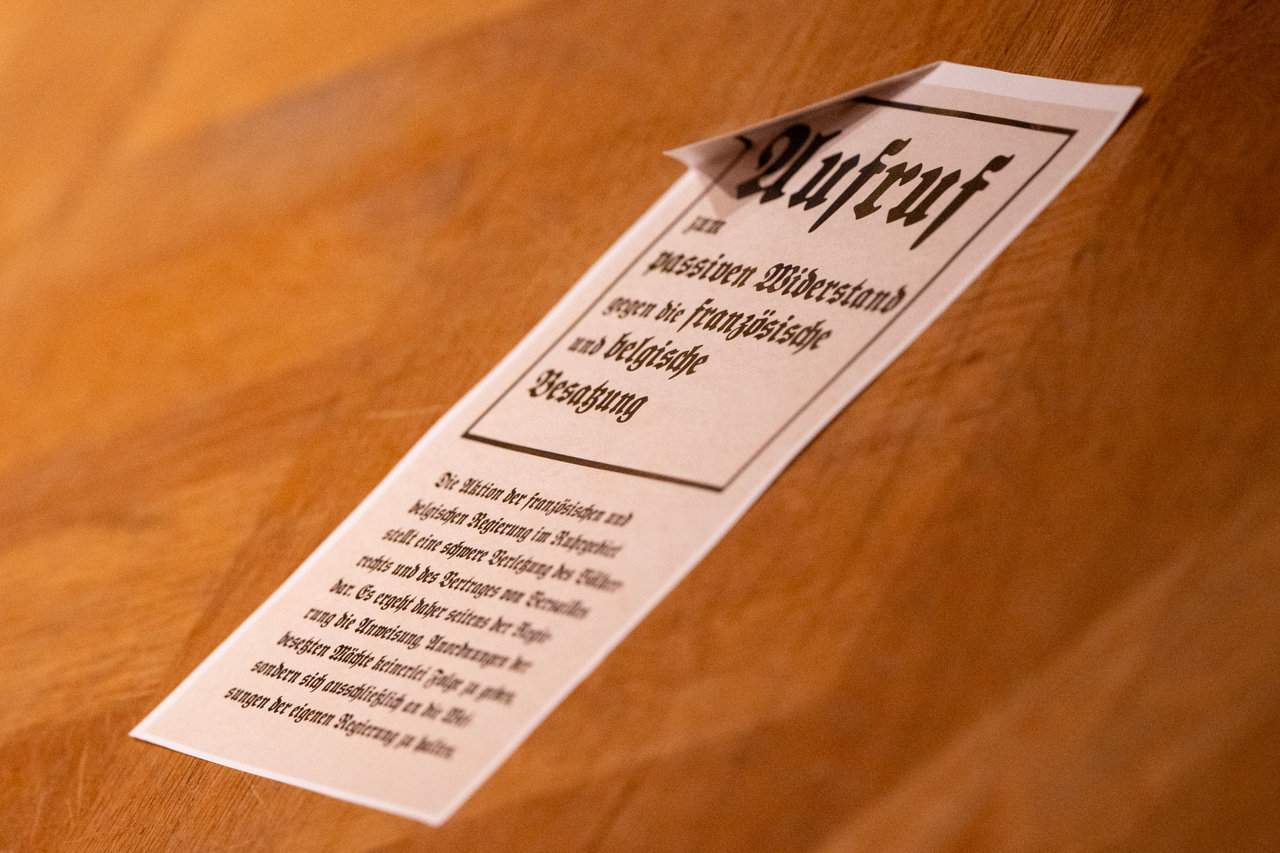 Aufruf
zum
passiven Widerstand
gegen die französische
und belgische
Besatzung
Die Aktion der französischen und
belgischen Regierung im Ruhrgebiet
stellt eine schwere Verletzung des Völker-
rechts und des Vertrages von Versailles
dar. Es ergeht daher seitens der Regie-
rung die Anweisung, Anordnungen der
besetzten Mächte keinerlei Folge zu geben,
sondern sich ausschließlich an die Wei-
sungen der eigenen Regierung zu halten.